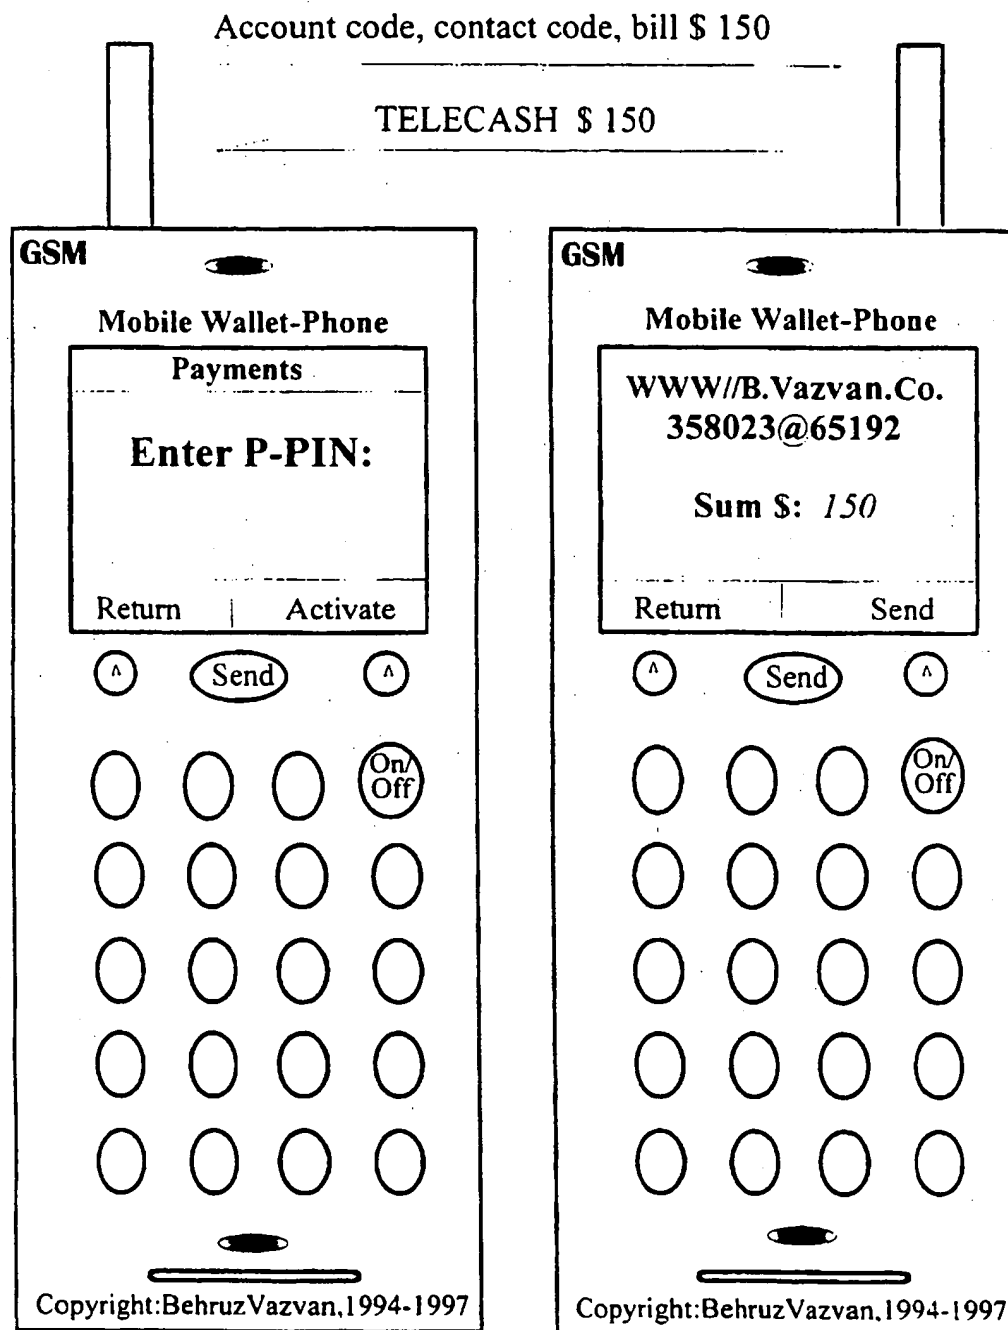 Account code, contact code, bill $ 150
TELECASH $ 150
GSM
Mobile Wallet-Phone
Payments
Enter P-PIN:
Return | Activate
^ Send ^
On/
Off
Copyright:BehruzVazvan,1994-1997
GSM
Mobile Wallet-Phone
WWW//B.Vazvan.Co.
358023@65192
Sum $: 150
Return | Send
^ Send ^
On/
Off
Copyright:BehruzVazvan,1994-1997